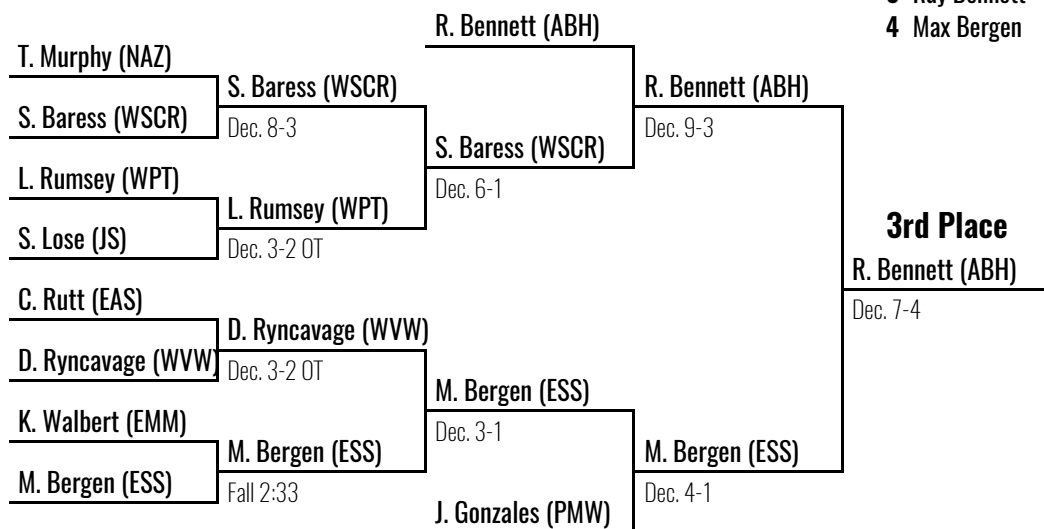 4 Max Bergen
R. Bennett (ABH)
T. Murphy (NAZ)
S. Baress (WSCR)
S. Baress (WSCR)
Dec. 8-3
R. Bennett (ABH)
Dec. 9-3
S. Baress (WSCR)
Dec. 6-1
L. Rumsey (WPT)
S. Lose (JS)
L. Rumsey (WPT)
Dec. 3-2 OT
3rd Place
R. Bennett (ABH)
Dec. 7-4
C. Rutt (EAS)
D. Ryncavage (WVW)
D. Ryncavage (WVW)
Dec. 3-2 OT
M. Bergen (ESS)
Dec. 3-1
K. Walbert (EMM)
M. Bergen (ESS)
M. Bergen (ESS)
Fall 2:33
M. Bergen (ESS)
Dec. 4-1
J. Gonzales (PMW)